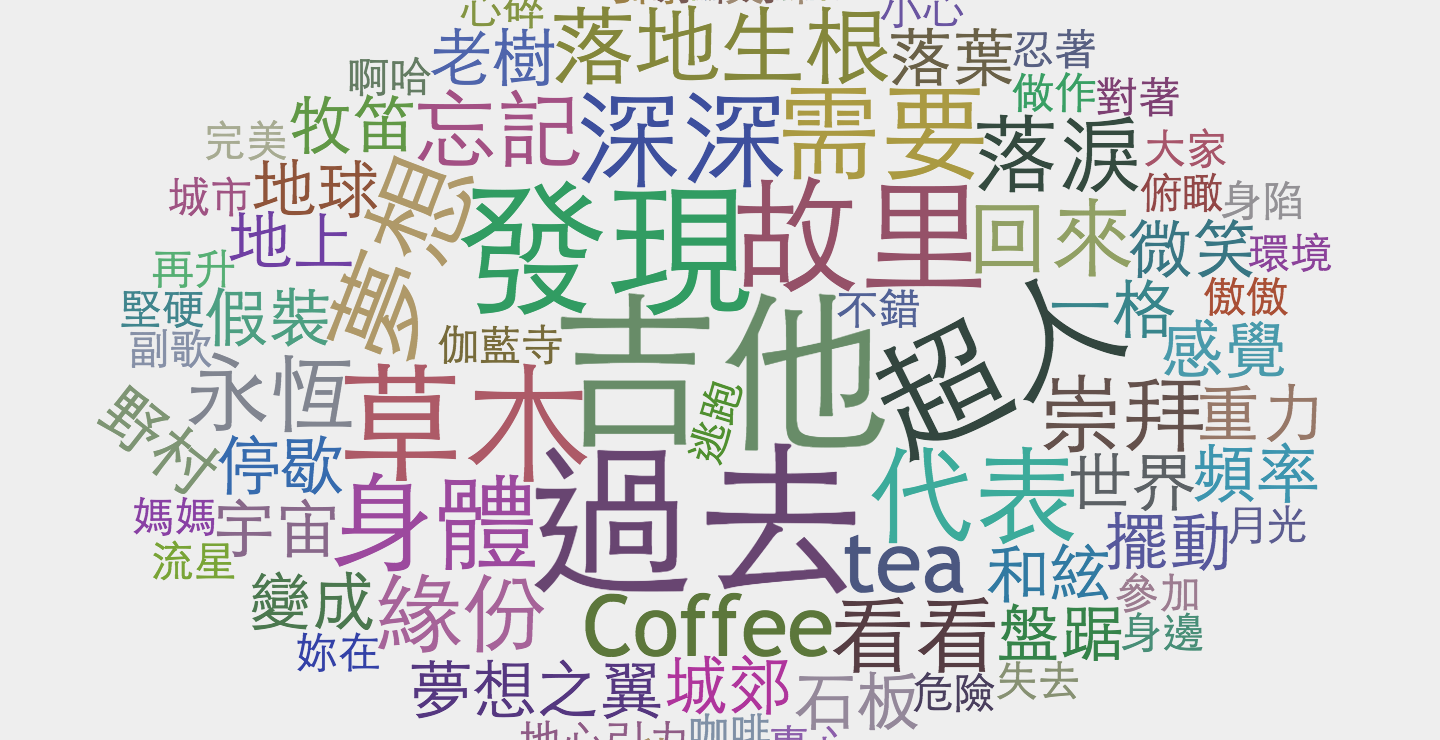 心碎
小心
老樹
落地生根
落葉
忍著
啊哈
牧笛
忘記
深深
需要
做作
對著
完美
落淚
大家
城市
地球
夢想
發現
故里
回來
俯瞰
身陷
地上
微笑
環境
再升
堅硬
假裝
不錯
一格
傲傲
副歌
伽藍寺
吉他
超人
感覺
永恆
草木
逃跑
崇拜
重力
野村
停歇
身體
過去
代表
世界
頻率
媽媽
宇宙
擺動
月光
流星
tea
和絃
變成
緣份
Coffee
看看
盤踞
參加
身邊
妳在
夢想之翼
城郊
石板
危險
失去
地心引力
咖啡